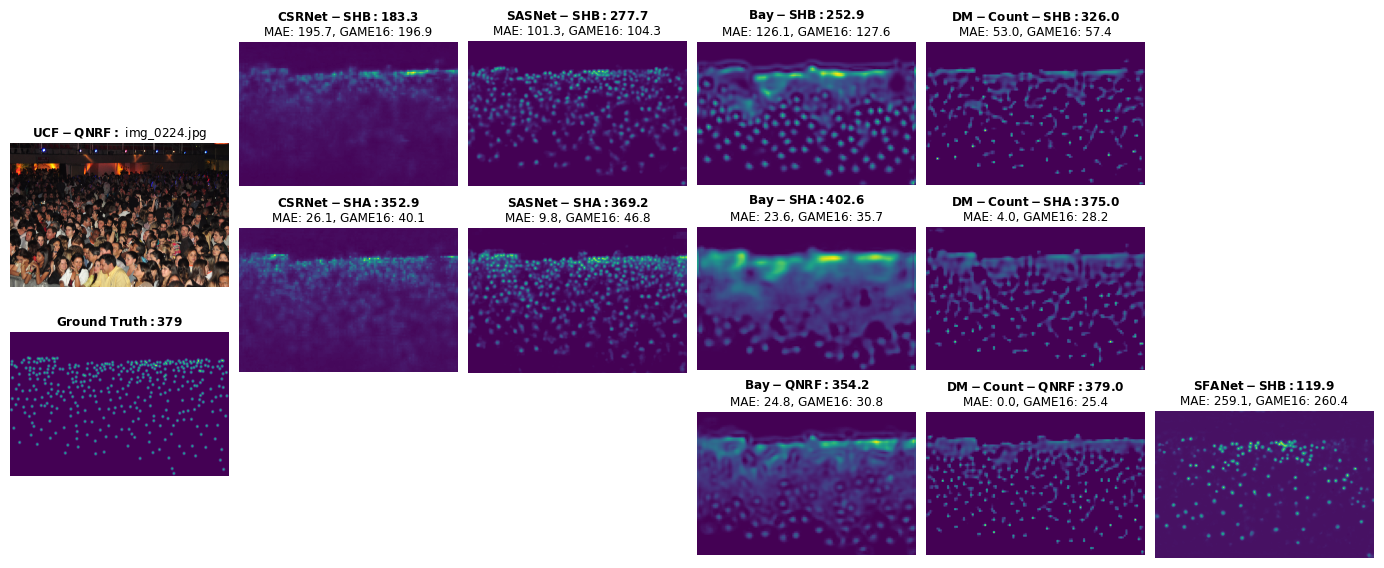 CSRNet − SHB : 183.3
MAE: 195.7, GAME16: 196.9
SASNet − SHB : 277.7
MAE: 101.3, GAME16: 104.3
Bay − SHB : 252.9
MAE: 126.1, GAME16: 127.6
DM − Count − SHB : 326.0
MAE: 53.0, GAME16: 57.4
UCF − QNRF : img_0224.jpg
CSRNet − SHA : 352.9
MAE: 26.1, GAME16: 40.1
SASNet − SHA : 369.2
MAE: 9.8, GAME16: 46.8
Bay − SHA : 402.6
MAE: 23.6, GAME16: 35.7
DM − Count − SHA : 375.0
MAE: 4.0, GAME16: 28.2
Ground Truth : 379
Bay − QNRF : 354.2
MAE: 24.8, GAME16: 30.8
DM − Count − QNRF : 379.0
MAE: 0.0, GAME16: 25.4
SFANet − SHB : 119.9
MAE: 259.1, GAME16: 260.4